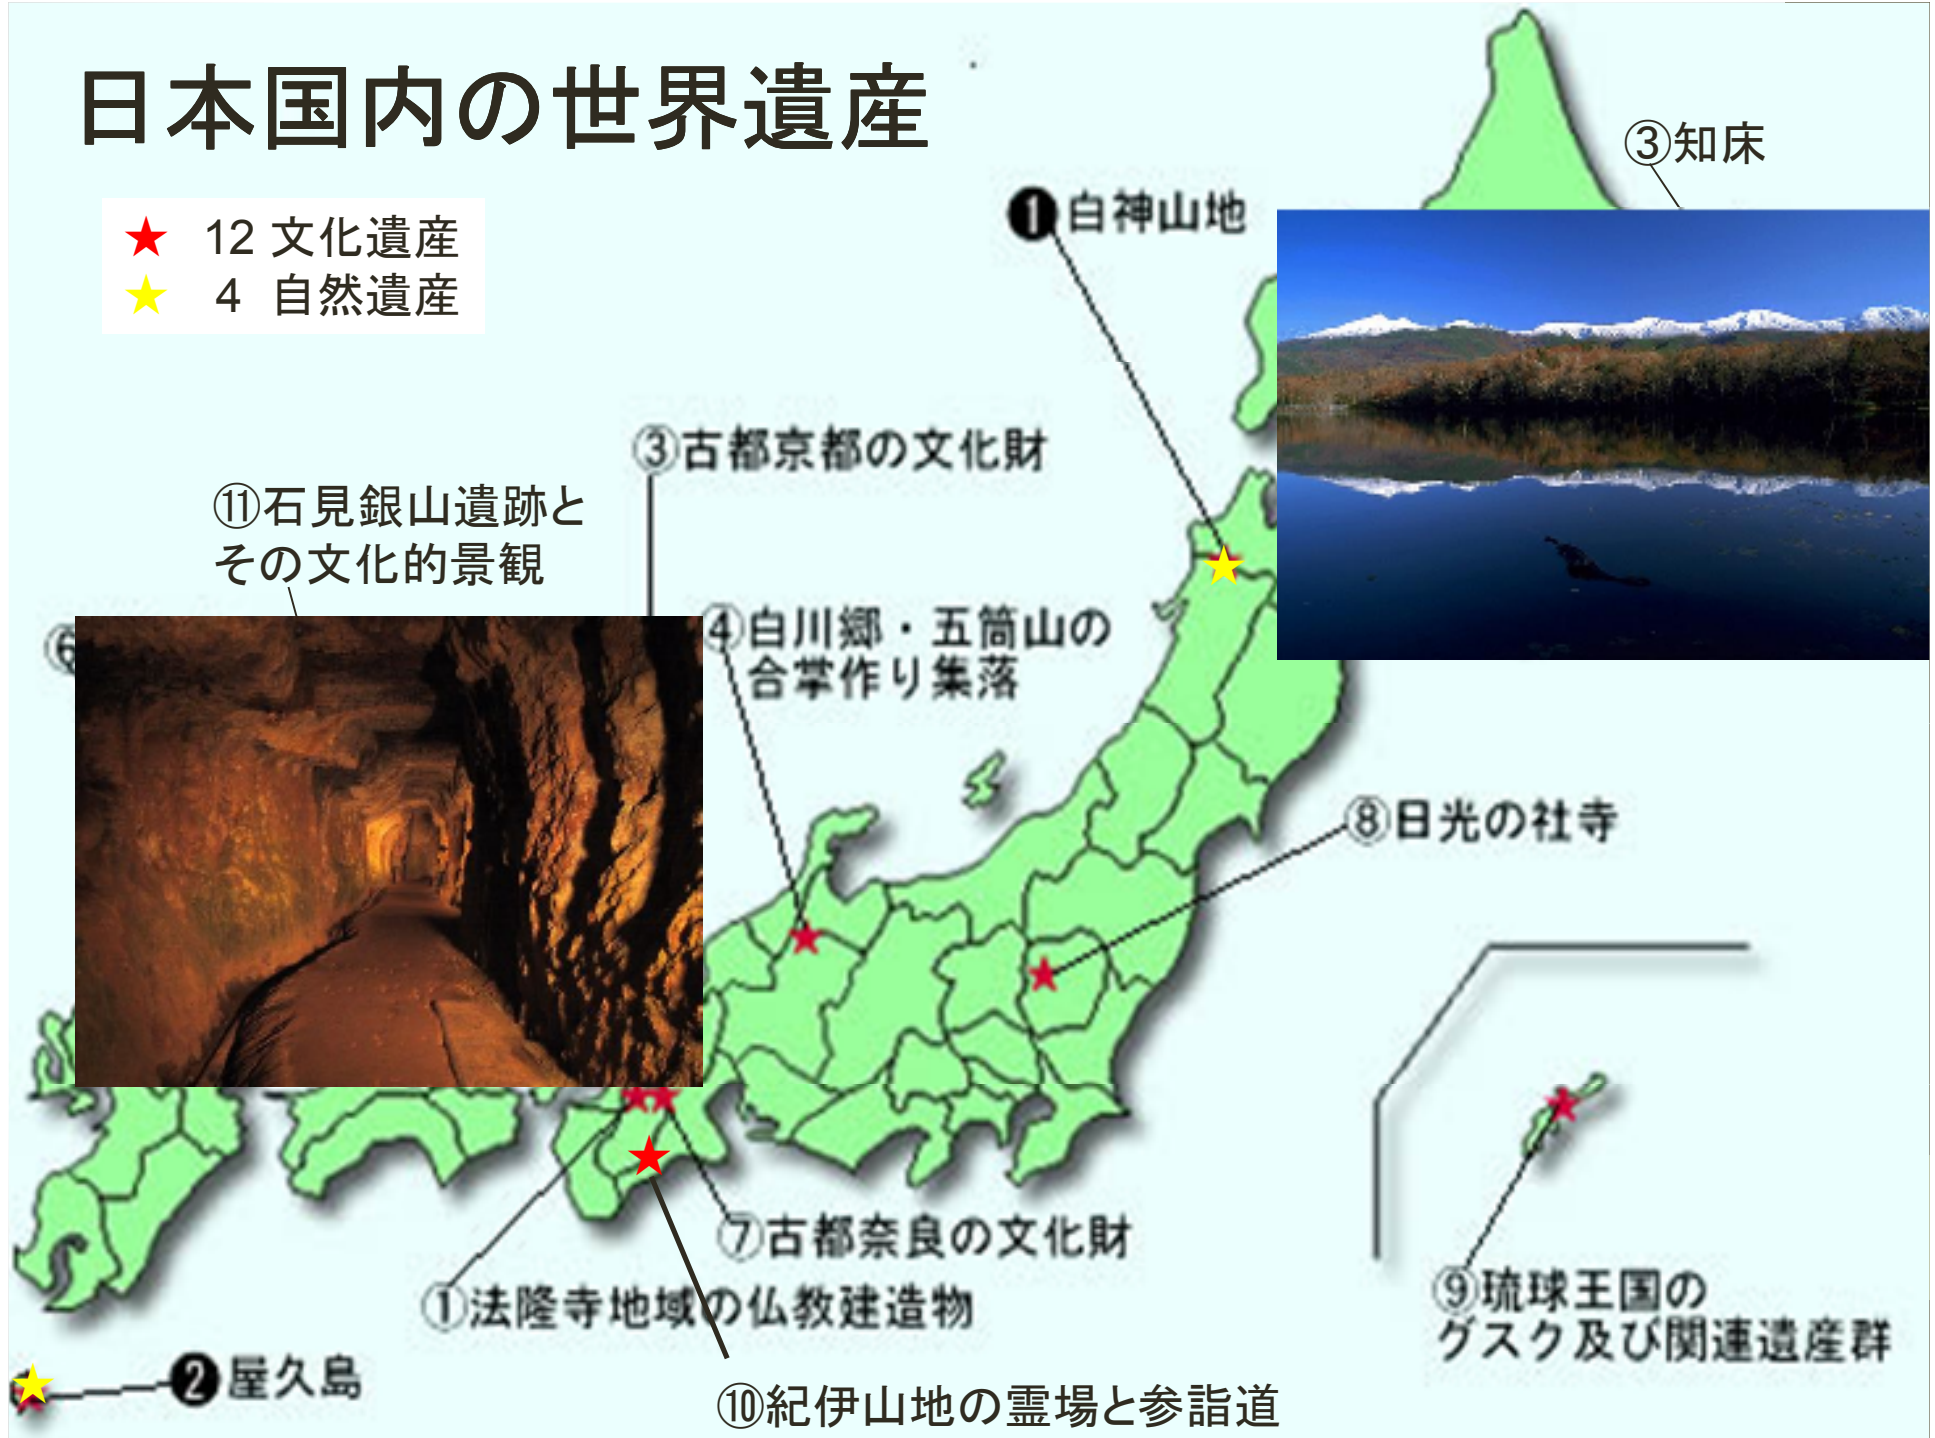 日本国内の世界遺産
★ 12 文化遺産
★ 4 自然遺産
③知床
❶白神山地
③古都京都の文化財
⑪石見銀山遺跡と
その文化的景観
⑥
④白川郷・五箇山の
合掌作り集落
⑧日光の社寺
⑦古都奈良の文化財
①法隆寺地域の仏教建造物
⑨琉球王国の
グスク及び関連遺産群
❷屋久島
⑩紀伊山地の霊場と参詣道